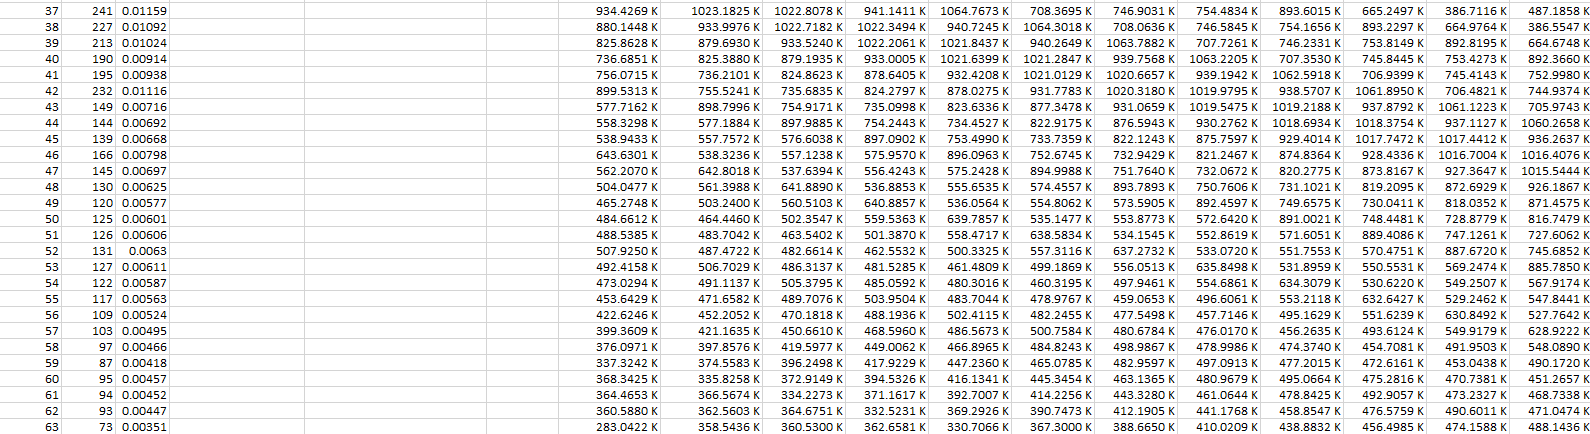 37 241 0.01159 934.4269 K 1023.1825 K 1022.8078 K 941.1411 K 1064.7673 K 708.3695 K 746.9031 K 754.4834 K 893.6015 K 665.2497 K 386.7116 K 487.1858 K
38 227 0.01092 880.1448 K 933.9976 K 1022.7182 K 1022.3494 K 940.7245 K 1064.3018 K 708.0636 K 746.5845 K 754.1656 K 893.2297 K 664.9764 K 386.5547 K
39 213 0.01024 825.8628 K 879.6930 K 933.5240 K 1022.2061 K 1021.8437 K 940.2649 K 1063.7882 K 707.7261 K 746.2331 K 753.8149 K 892.8195 K 664.6748 K
40 190 0.00914 736.6851 K 825.3880 K 879.1935 K 933.0005 K 1021.6399 K 1021.2847 K 939.7568 K 1063.2205 K 707.3530 K 745.8445 K 753.4273 K 892.3660 K
41 195 0.00938 756.0715 K 736.2101 K 824.8623 K 878.6405 K 932.4208 K 1021.0129 K 1020.6657 K 939.1942 K 1062.5918 K 706.9399 K 745.4143 K 752.9980 K
42 232 0.01116 899.5313 K 755.5241 K 735.6835 K 824.2797 K 878.0275 K 931.7783 K 1020.3180 K 1019.9795 K 938.5707 K 1061.8950 K 706.4821 K 744.9374 K
43 149 0.00716 577.7162 K 898.7996 K 754.9171 K 735.0998 K 823.6336 K 877.3478 K 931.0659 K 1019.5475 K 1019.2188 K 937.8792 K 1061.1223 K 705.9743 K
44 144 0.00692 558.3298 K 577.1884 K 897.9885 K 754.2443 K 734.4527 K 822.9175 K 876.5943 K 930.2762 K 1018.6934 K 1018.3754 K 937.1127 K 1060.2658 K
45 139 0.00668 538.9433 K 557.7572 K 576.6038 K 897.0902 K 753.4990 K 733.7359 K 822.1243 K 875.7597 K 929.4014 K 1017.7472 K 1017.4412 K 936.2637 K
46 166 0.00798 643.6301 K 538.3236 K 557.1238 K 575.9570 K 896.0963 K 752.6745 K 732.9429 K 821.2467 K 874.8364 K 928.4336 K 1016.7004 K 1016.4076 K
47 145 0.00697 562.2070 K 642.8018 K 537.6394 K 556.4243 K 575.2428 K 894.9988 K 751.7640 K 732.0672 K 820.2775 K 873.8167 K 927.3647 K 1015.5444 K
48 130 0.00625 504.0477 K 561.3988 K 641.8890 K 536.8853 K 555.6535 K 574.4557 K 893.7893 K 750.7606 K 731.1021 K 819.2095 K 872.6929 K 926.1867 K
49 120 0.00577 465.2748 K 503.2400 K 560.5103 K 640.8857 K 536.0564 K 554.8062 K 573.5905 K 892.4597 K 749.6575 K 730.0411 K 818.0352 K 871.4575 K
50 125 0.00601 484.6612 K 464.4460 K 502.3547 K 559.5363 K 639.7857 K 535.1477 K 553.8773 K 572.6420 K 891.0021 K 748.4481 K 728.8779 K 816.7479 K
51 126 0.00606 488.5385 K 483.7042 K 463.5402 K 501.3870 K 558.4717 K 638.5834 K 534.1545 K 552.8619 K 571.6051 K 889.4086 K 747.1261 K 727.6062 K
52 131 0.0063 507.9250 K 487.4722 K 482.6614 K 462.5532 K 500.3325 K 557.3116 K 637.2732 K 533.0720 K 551.7553 K 570.4751 K 887.6720 K 745.6852 K
53 127 0.00611 492.4158 K 506.7029 K 486.3137 K 481.5285 K 461.4809 K 499.1869 K 556.0513 K 635.8498 K 531.8959 K 550.5531 K 569.2474 K 885.7850 K
54 122 0.00587 473.0294 K 491.1137 K 505.3795 K 485.0592 K 480.3016 K 460.3195 K 497.9461 K 554.6861 K 634.3079 K 530.6220 K 549.2507 K 567.9174 K
55 117 0.00563 453.6429 K 471.6582 K 489.7076 K 503.9504 K 483.7044 K 478.9767 K 459.0653 K 496.6061 K 553.2118 K 632.6427 K 529.2462 K 547.8441 K
56 109 0.00524 422.6246 K 452.2052 K 470.1818 K 488.1936 K 502.4115 K 482.2455 K 477.5498 K 457.7146 K 495.1629 K 551.6239 K 630.8492 K 527.7642 K
57 103 0.00495 399.3609 K 421.1635 K 450.6610 K 468.5960 K 486.5673 K 500.7584 K 480.6784 K 476.0170 K 456.2635 K 493.6124 K 549.9179 K 628.9222 K
58 97 0.00466 376.0971 K 397.8576 K 419.5977 K 449.0062 K 466.8965 K 484.8243 K 498.9867 K 478.9986 K 474.3740 K 454.7081 K 491.9503 K 548.0890 K
59 87 0.00418 337.3242 K 374.5583 K 396.2498 K 417.9229 K 447.2360 K 465.0785 K 482.9597 K 497.0913 K 477.2015 K 472.6161 K 453.0438 K 490.1720 K
60 95 0.00457 368.3425 K 335.8258 K 372.9149 K 394.5326 K 416.1341 K 445.3454 K 463.1365 K 480.9679 K 495.0664 K 475.2816 K 470.7381 K 451.2657 K
61 94 0.00452 364.4653 K 366.5674 K 334.2273 K 371.1617 K 392.7007 K 414.2256 K 443.3280 K 461.0644 K 478.8425 K 492.9057 K 473.2327 K 468.7338 K
62 93 0.00447 360.5880 K 362.5603 K 364.6751 K 332.5231 K 369.2926 K 390.7473 K 412.1905 K 441.1768 K 458.8547 K 476.5759 K 490.6011 K 471.0474 K
63 73 0.00351 283.0422 K 358.5436 K 360.5300 K 362.6581 K 330.7066 K 367.3000 K 388.6650 K 410.0209 K 438.8832 K 456.4985 K 474.1588 K 488.1436 K